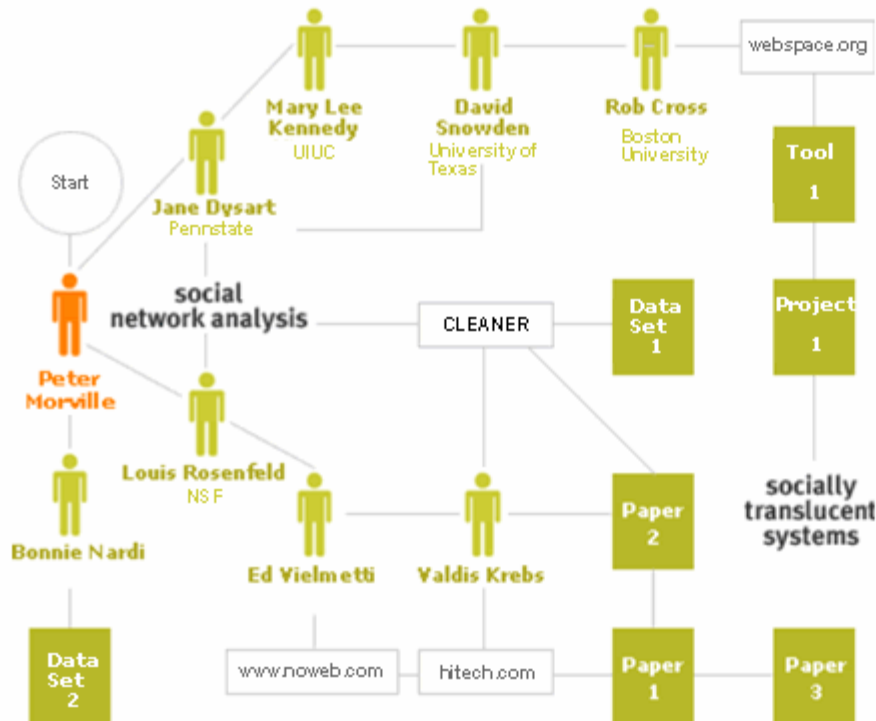 webspace.org
Mary Lee
Kennedy
UIUC
David
Snowden
University of
Texas
Rob Cross
Boston
University
Tool
1
Start
Jane Dysart
Pennstate
social
network analysis
CLEANER
Data
Set
1
Project
1
Peter
Morville
Louis Rosenfeld
NSF
Bonnie Nardi
Ed Vielmetti
Valdis Krebs
Paper
2
socially
translucent
systems
Data
Set
2
www.noweb.com
hitech.com
Paper
1
Paper
3